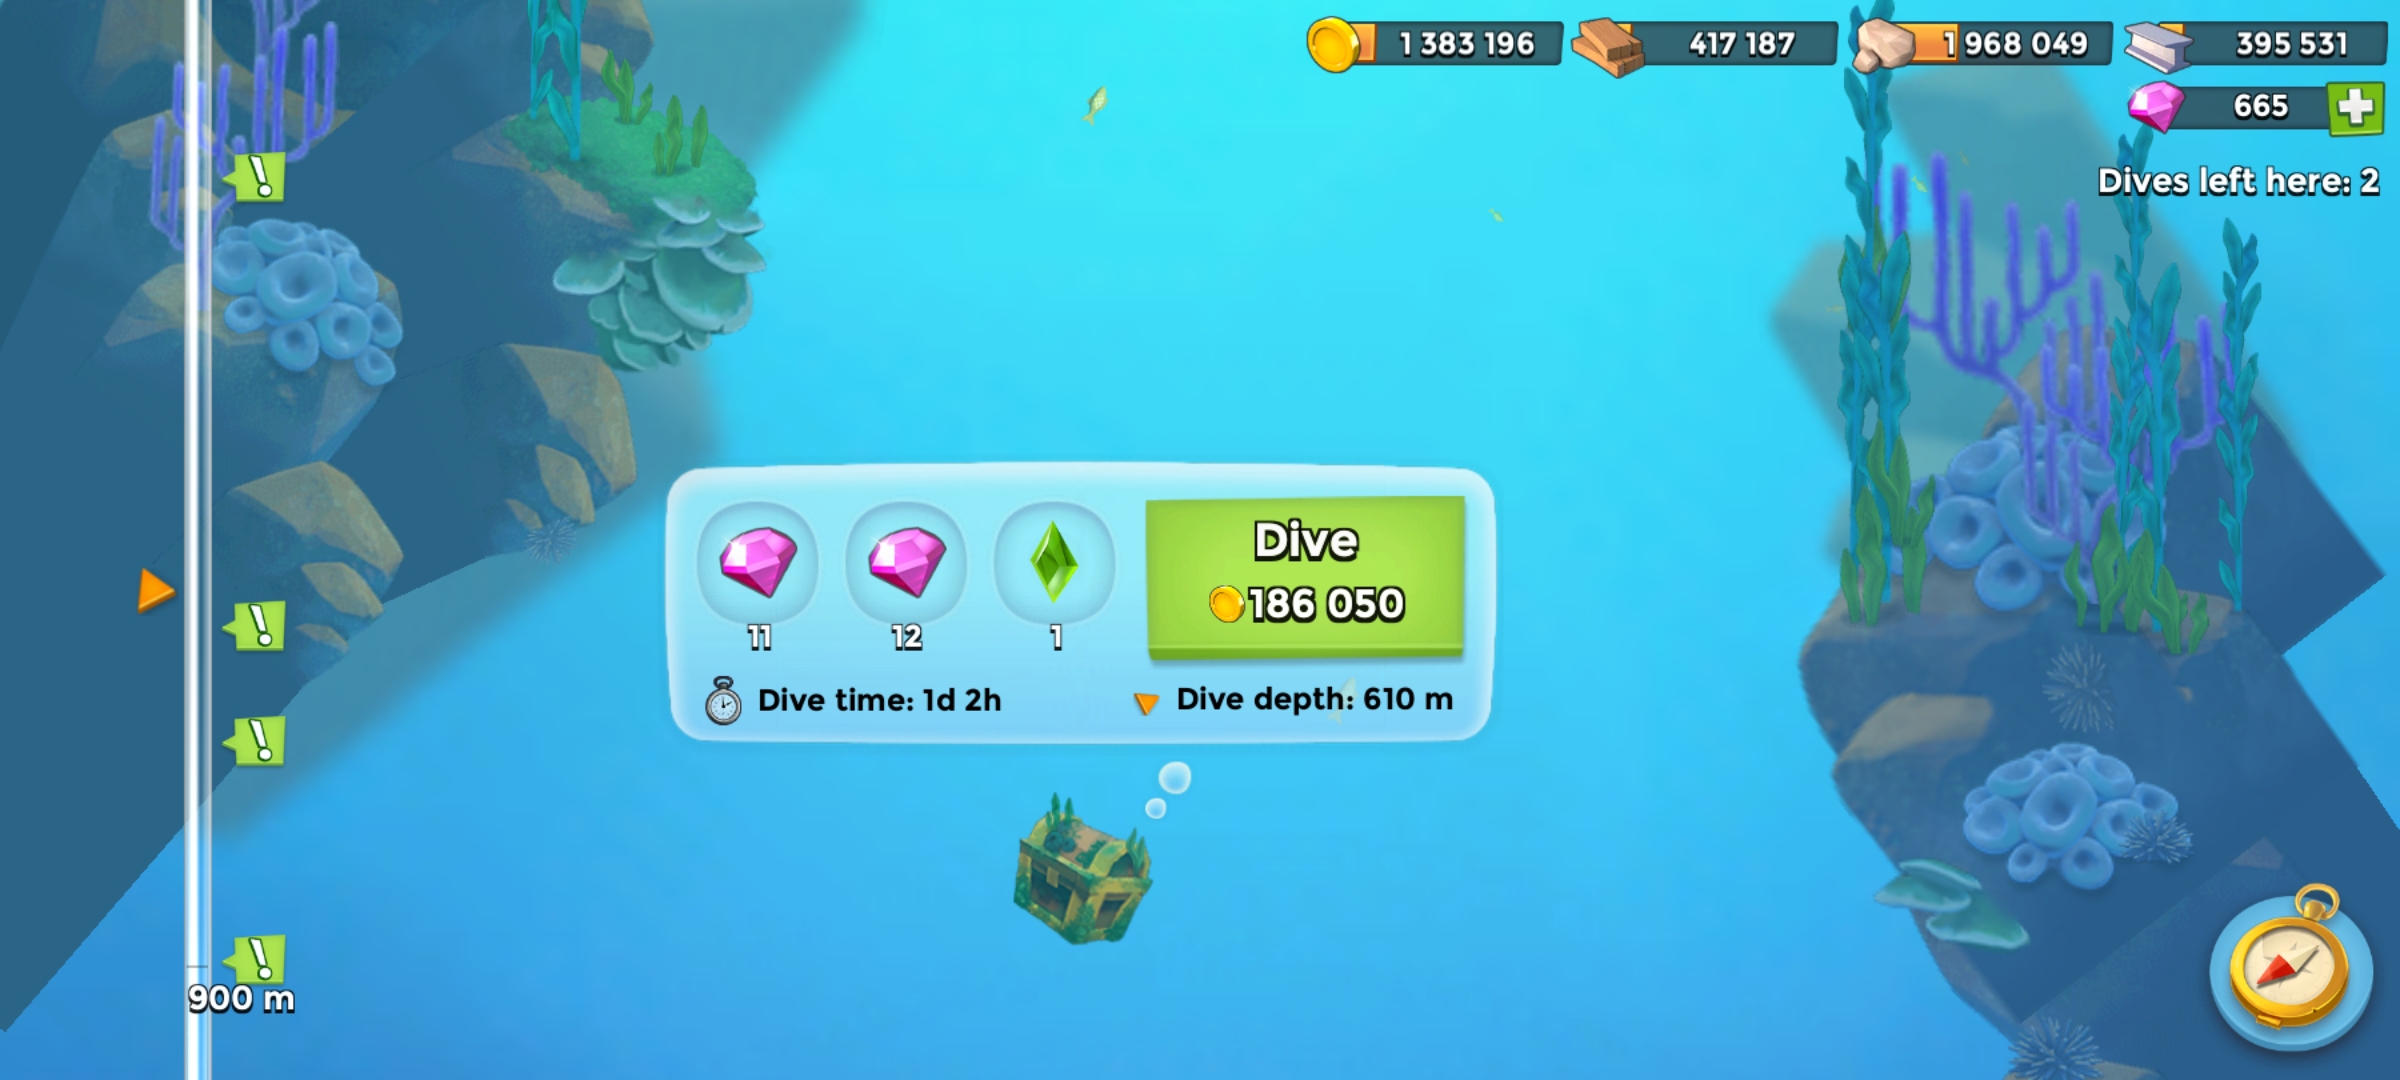 1 383 196
417 187
1 968 049
395 531
665
Dives left here: 2
Dive
186 050
11
12
1
Dive time: 1d 2h
Dive depth: 610 m
900 m